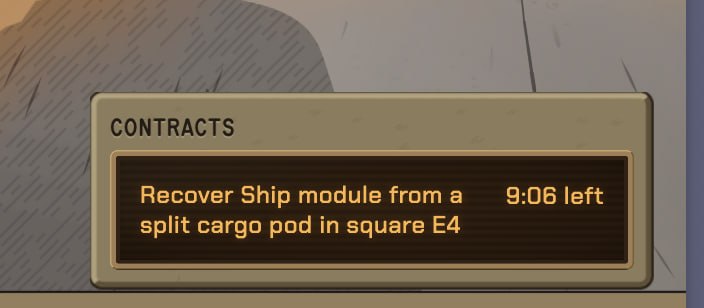 CONTRACTS
Recover Ship module from a
split cargo pod in square E4
9:06 left